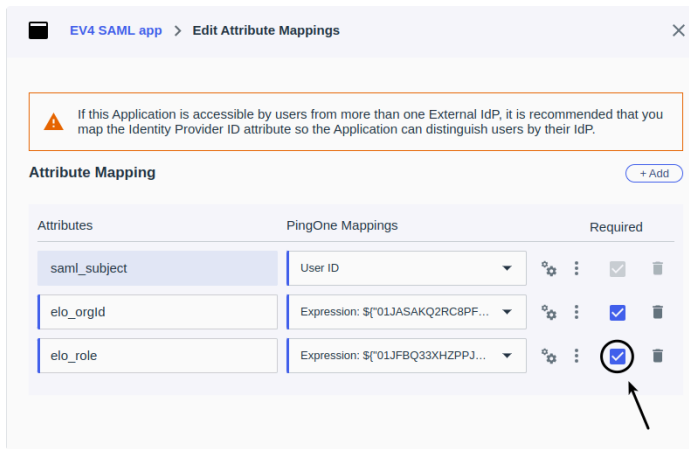 EV4 SAML app > Edit Attribute Mappings
If this Application is accessible by users from more than one External IdP, it is recommended that you
map the Identity Provider ID attribute so the Application can distinguish users by their IdP.
Attribute Mapping
+ Add
Attributes PingOne Mappings Required
saml_subject User ID
elo_orgId Expression: ${"01JASAKQ2RC8PF...
elo_role Expression: ${"01JFBQ33XHZPPJ...